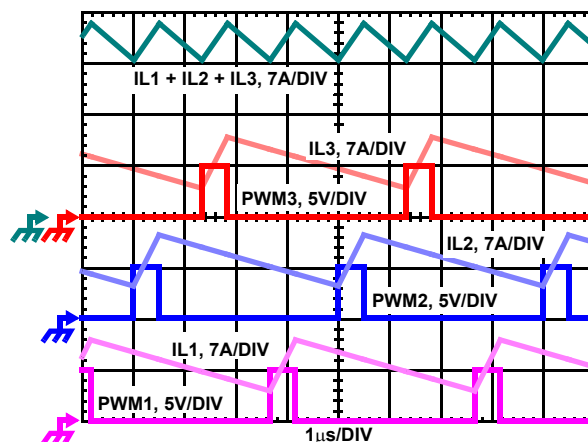 IL1 + IL2 + IL3, 7A/DIV
IL3, 7A/DIV
PWM3, 5V/DIV
IL2, 7A/DIV
PWM2, 5V/DIV
IL1, 7A/DIV
PWM1, 5V/DIV
1µs/DIV